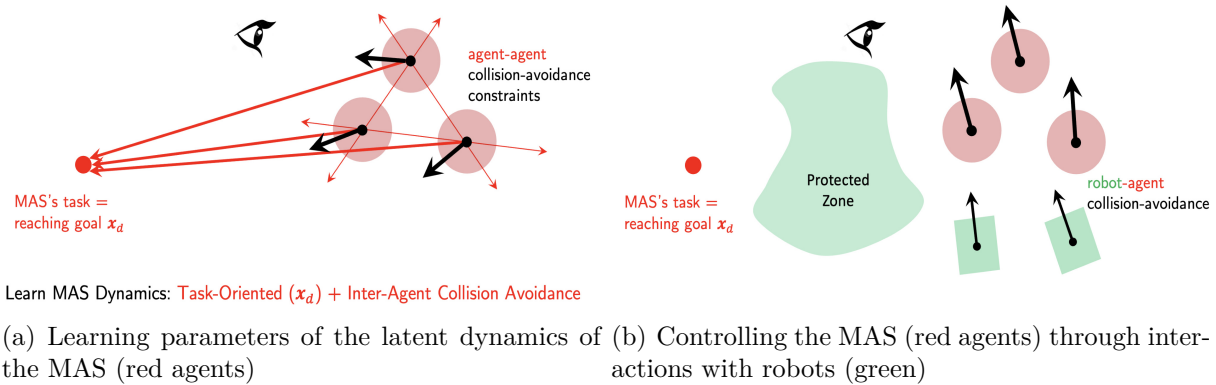 agent-agent
collision-avoidance
constraints
MAS's task =
reaching goal x_d
Learn MAS Dynamics: Task-Oriented (x_d) + Inter-Agent Collision Avoidance
(a) Learning parameters of the latent dynamics of
the MAS (red agents)
Protected
Zone
MAS's task =
reaching goal x_d
robot-agent
collision-avoidance
(b) Controlling the MAS (red agents) through inter-
actions with robots (green)